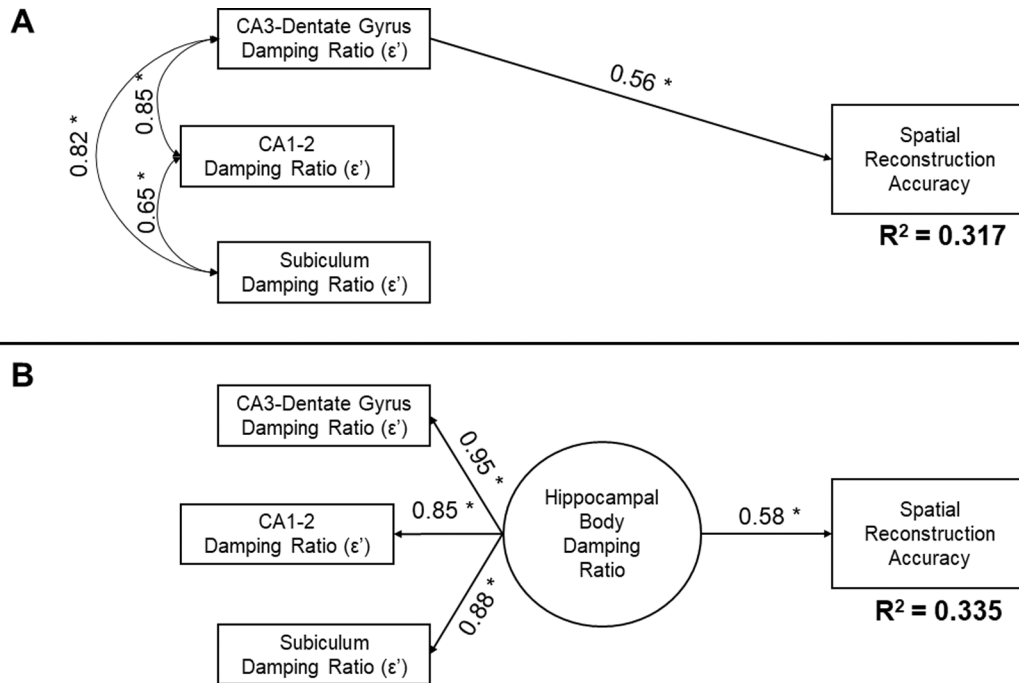 A
CA3-Dentate Gyrus
Damping Ratio (ε’)
0.56 *
0.85 *
0.82 *
CA1-2
Damping Ratio (ε’)
Spatial
Reconstruction
Accuracy
0.65 *
R² = 0.317
Subiculum
Damping Ratio (ε’)
B
CA3-Dentate Gyrus
Damping Ratio (ε’)
0.95 *
Hippocampal
Body
Damping
Ratio
0.85 *
0.58 *
CA1-2
Damping Ratio (ε’)
Spatial
Reconstruction
Accuracy
0.88 *
R² = 0.335
Subiculum
Damping Ratio (ε’)